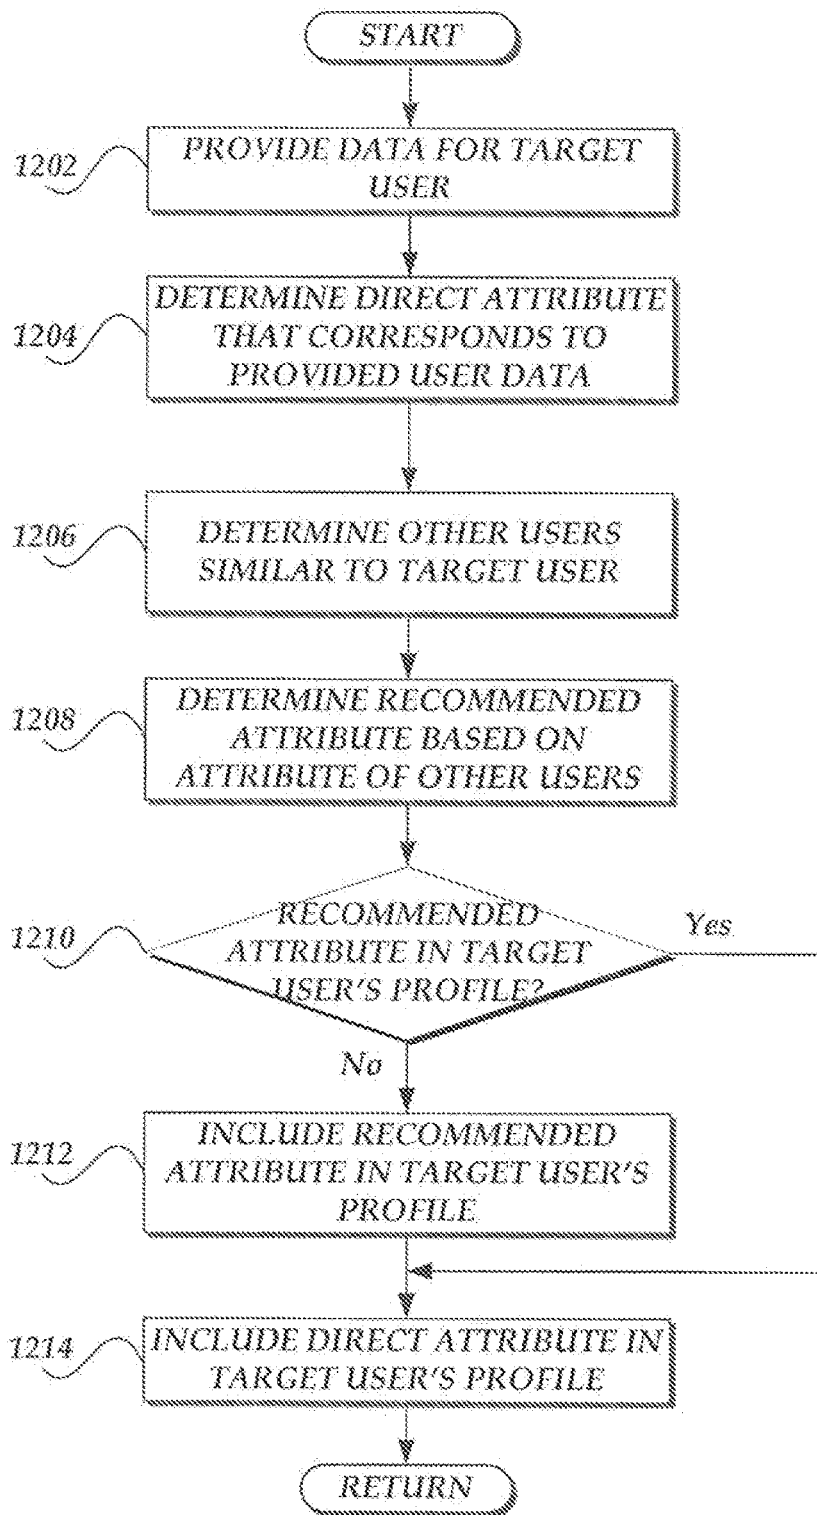 START
1202
PROVIDE DATA FOR TARGET
USER
1204
DETERMINE DIRECT ATTRIBUTE
THAT CORRESPONDS TO
PROVIDED USER DATA
1206
DETERMINE OTHER USERS
SIMILAR TO TARGET USER
1208
DETERMINE RECOMMENDED
ATTRIBUTE BASED ON
ATTRIBUTE OF OTHER USERS
1210
RECOMMENDED
ATTRIBUTE IN TARGET
USER'S PROFILE?
Yes
No
1212
INCLUDE RECOMMENDED
ATTRIBUTE IN TARGET USER'S
PROFILE
1214
INCLUDE DIRECT ATTRIBUTE IN
TARGET USER'S PROFILE
RETURN